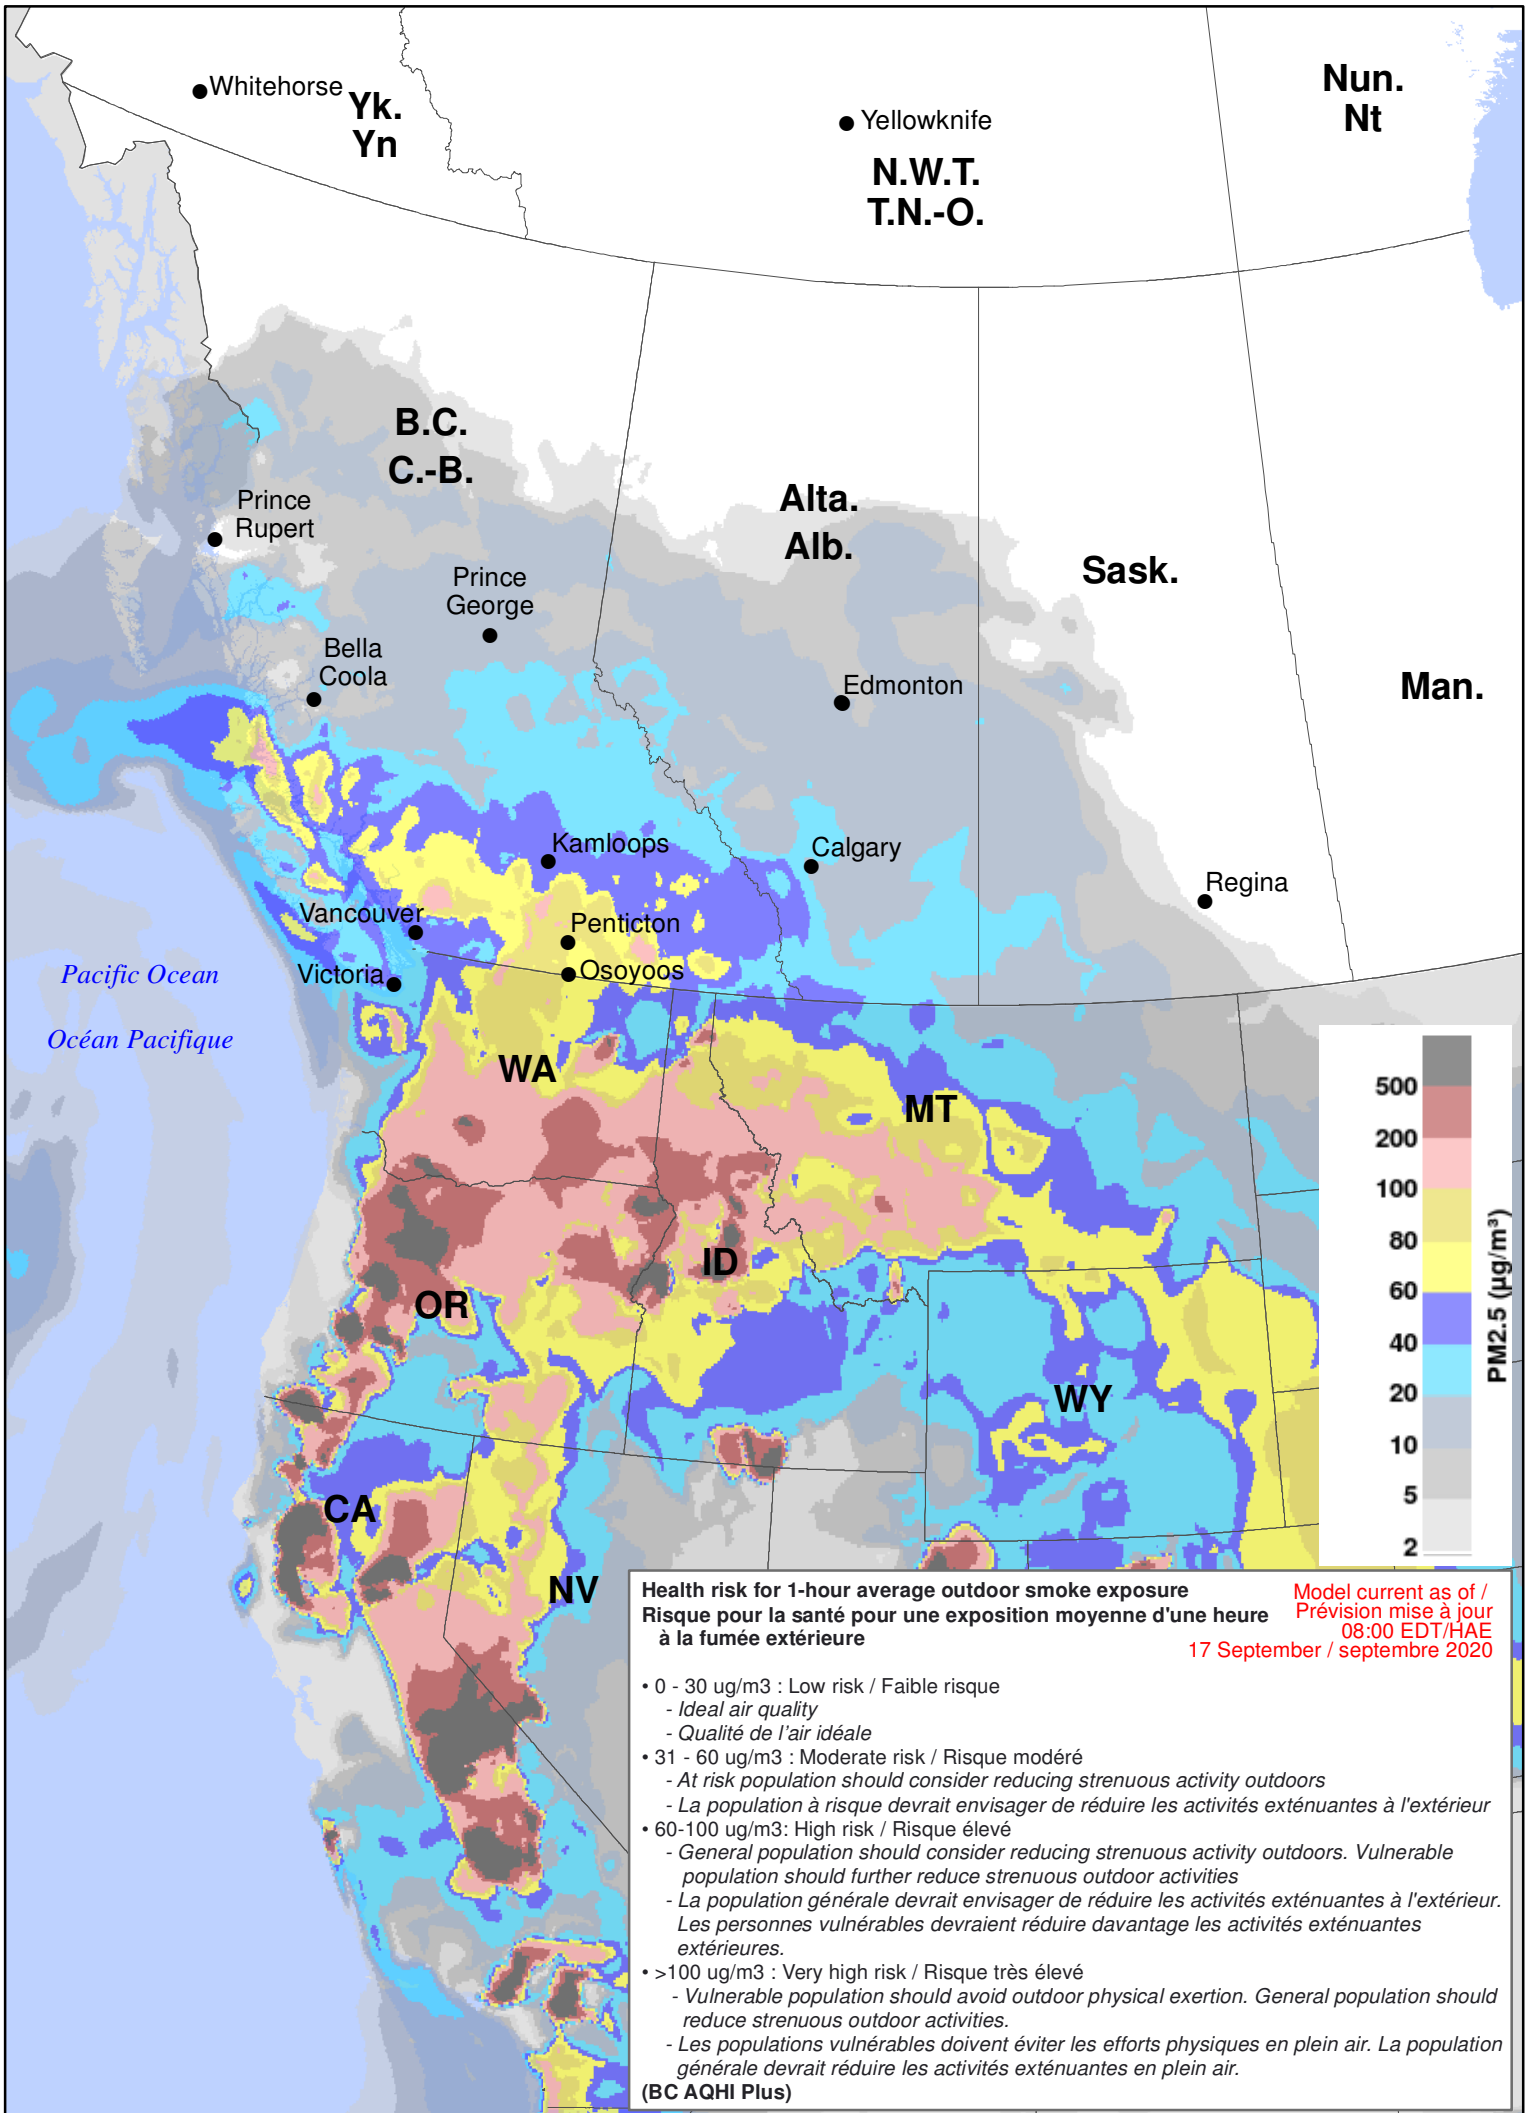 Whitehorse
Yk.
Yn
Yellowknife
N.W.T.
T.N.-O.
Nun.
Nt
B.C.
C.-B.
Alta.
Alb.
Sask.
Man.
Prince
Rupert
Prince
George
Bella
Coola
Edmonton
Kamloops
Calgary
Regina
Vancouver
Penticton
Victoria
Osoyoos
Pacific Ocean
Océan Pacifique
WA
MT
ID
OR
WY
CA
NV
500
200
100
80
60
40
20
10
5
2
PM2.5 (µg/m³)
Health risk for 1-hour average outdoor smoke exposure
Risque pour la santé pour une exposition moyenne d'une heure
à la fumée extérieure
Model current as of /
Prévision mise à jour
08:00 EDT/HAE
17 September / septembre 2020
• 0 - 30 ug/m3 : Low risk / Faible risque
- Ideal air quality
- Qualité de l'air idéale
• 31 - 60 ug/m3 : Moderate risk / Risque modéré
- At risk population should consider reducing strenuous activity outdoors
- La population à risque devrait envisager de réduire les activités exténuantes à l'extérieur
• 60-100 ug/m3: High risk / Risque élevé
- General population should consider reducing strenuous activity outdoors. Vulnerable
population should further reduce strenuous outdoor activities
- La population générale devrait envisager de réduire les activités exténuantes à l'extérieur.
Les personnes vulnérables devraient réduire davantage les activités exténuantes
extérieures.
• >100 ug/m3 : Very high risk / Risque très élevé
- Vulnerable population should avoid outdoor physical exertion. General population should
reduce strenuous outdoor activities.
- Les populations vulnérables doivent éviter les efforts physiques en plein air. La population
générale devrait réduire les activités exténuantes en plein air.
(BC AQHI Plus)